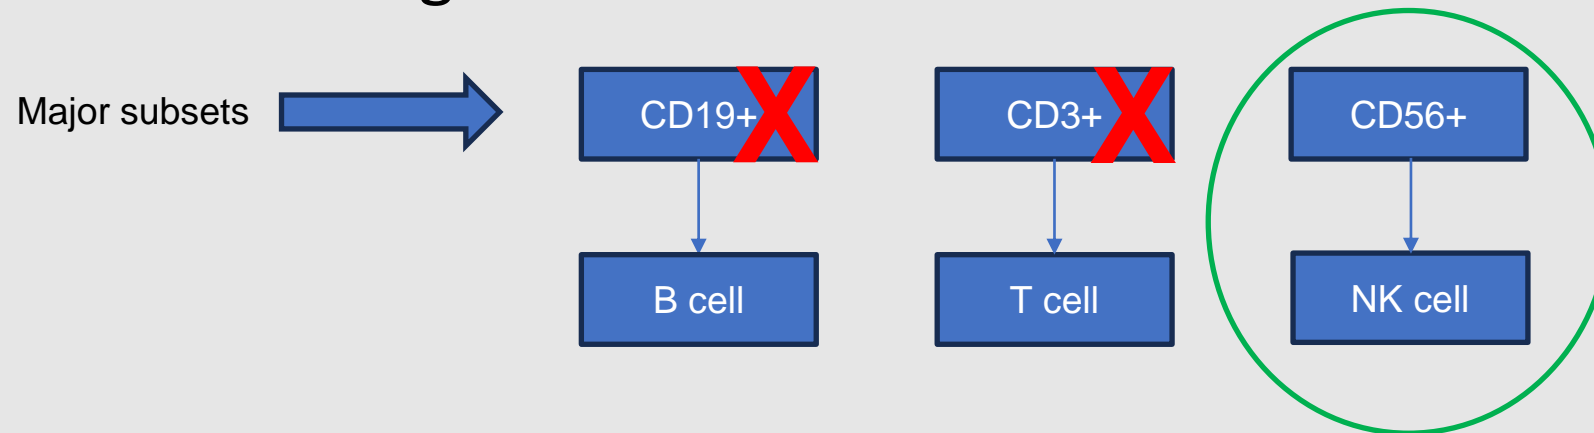 Major subsets
CD19+
CD3+
CD56+
B cell
T cell
NK cell